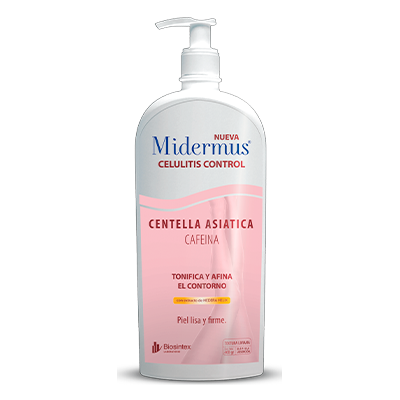 NUEVA
Midermus®
CELULITIS CONTROL
CENTELLA ASIATICA
CAFEINA
TONIFICA Y AFINA
EL CONTORNO
Piel lisa y firme.
Biosintex